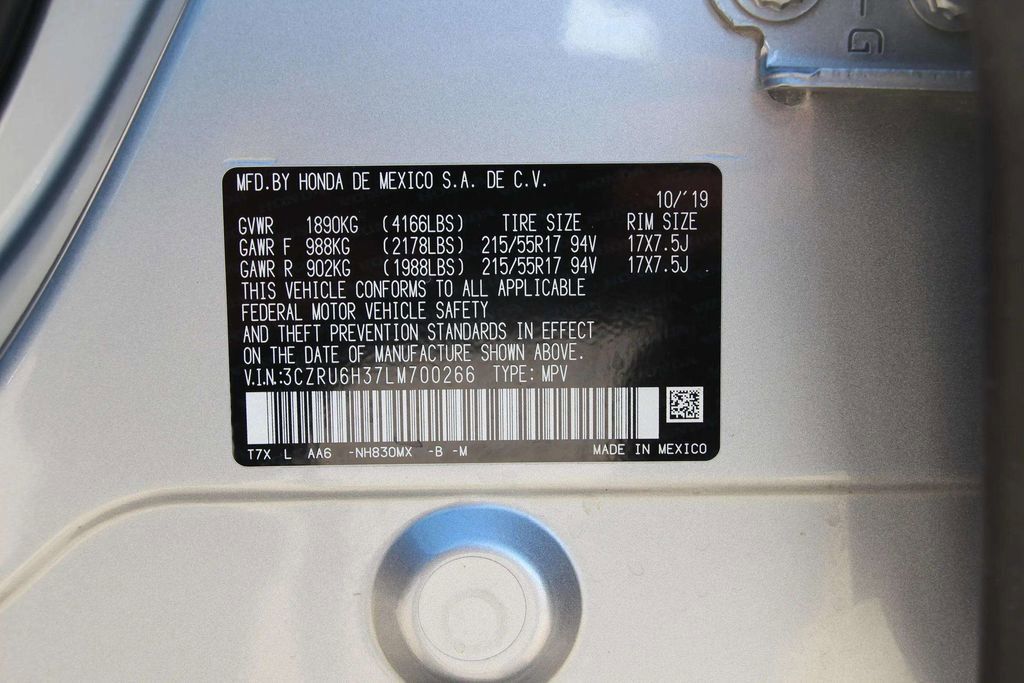 G
MFD.BY HONDA DE MEXICO S.A. DE C.V.
10/'19
GVWR 1890KG (4166LBS) TIRE SIZE RIM SIZE
GAWR F 988KG (2178LBS) 215/55R17 94V 17X7.5J
GAWR R 902KG (1988LBS) 215/55R17 94V 17X7.5J
THIS VEHICLE CONFORMS TO ALL APPLICABLE
FEDERAL MOTOR VEHICLE SAFETY
AND THEFT PREVENTION STANDARDS IN EFFECT
ON THE DATE OF MANUFACTURE SHOWN ABOVE.
V.I.N:3CZRU6H37LM700266 TYPE: MPV
T7X L AA6 -NH830MX -B -M MADE IN MEXICO